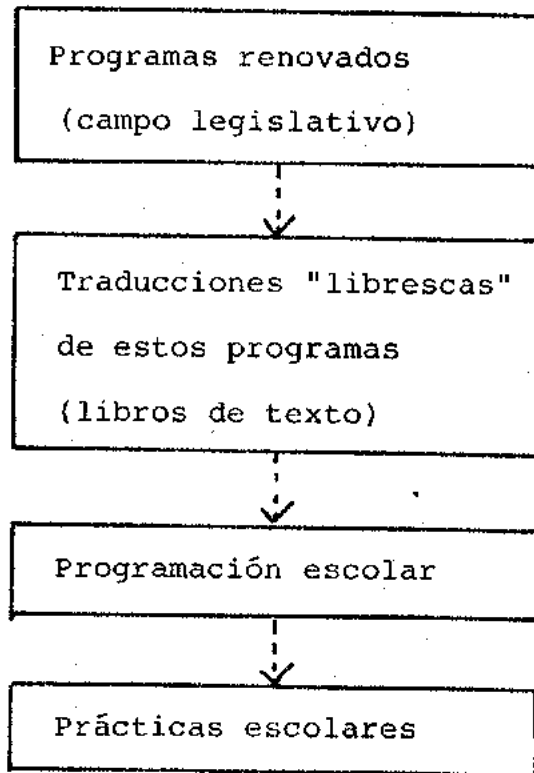 Programas renovados
(campo legislativo)
Traducciones "librescas"
de estos programas
(libros de texto)
Programación escolar
Prácticas escolares